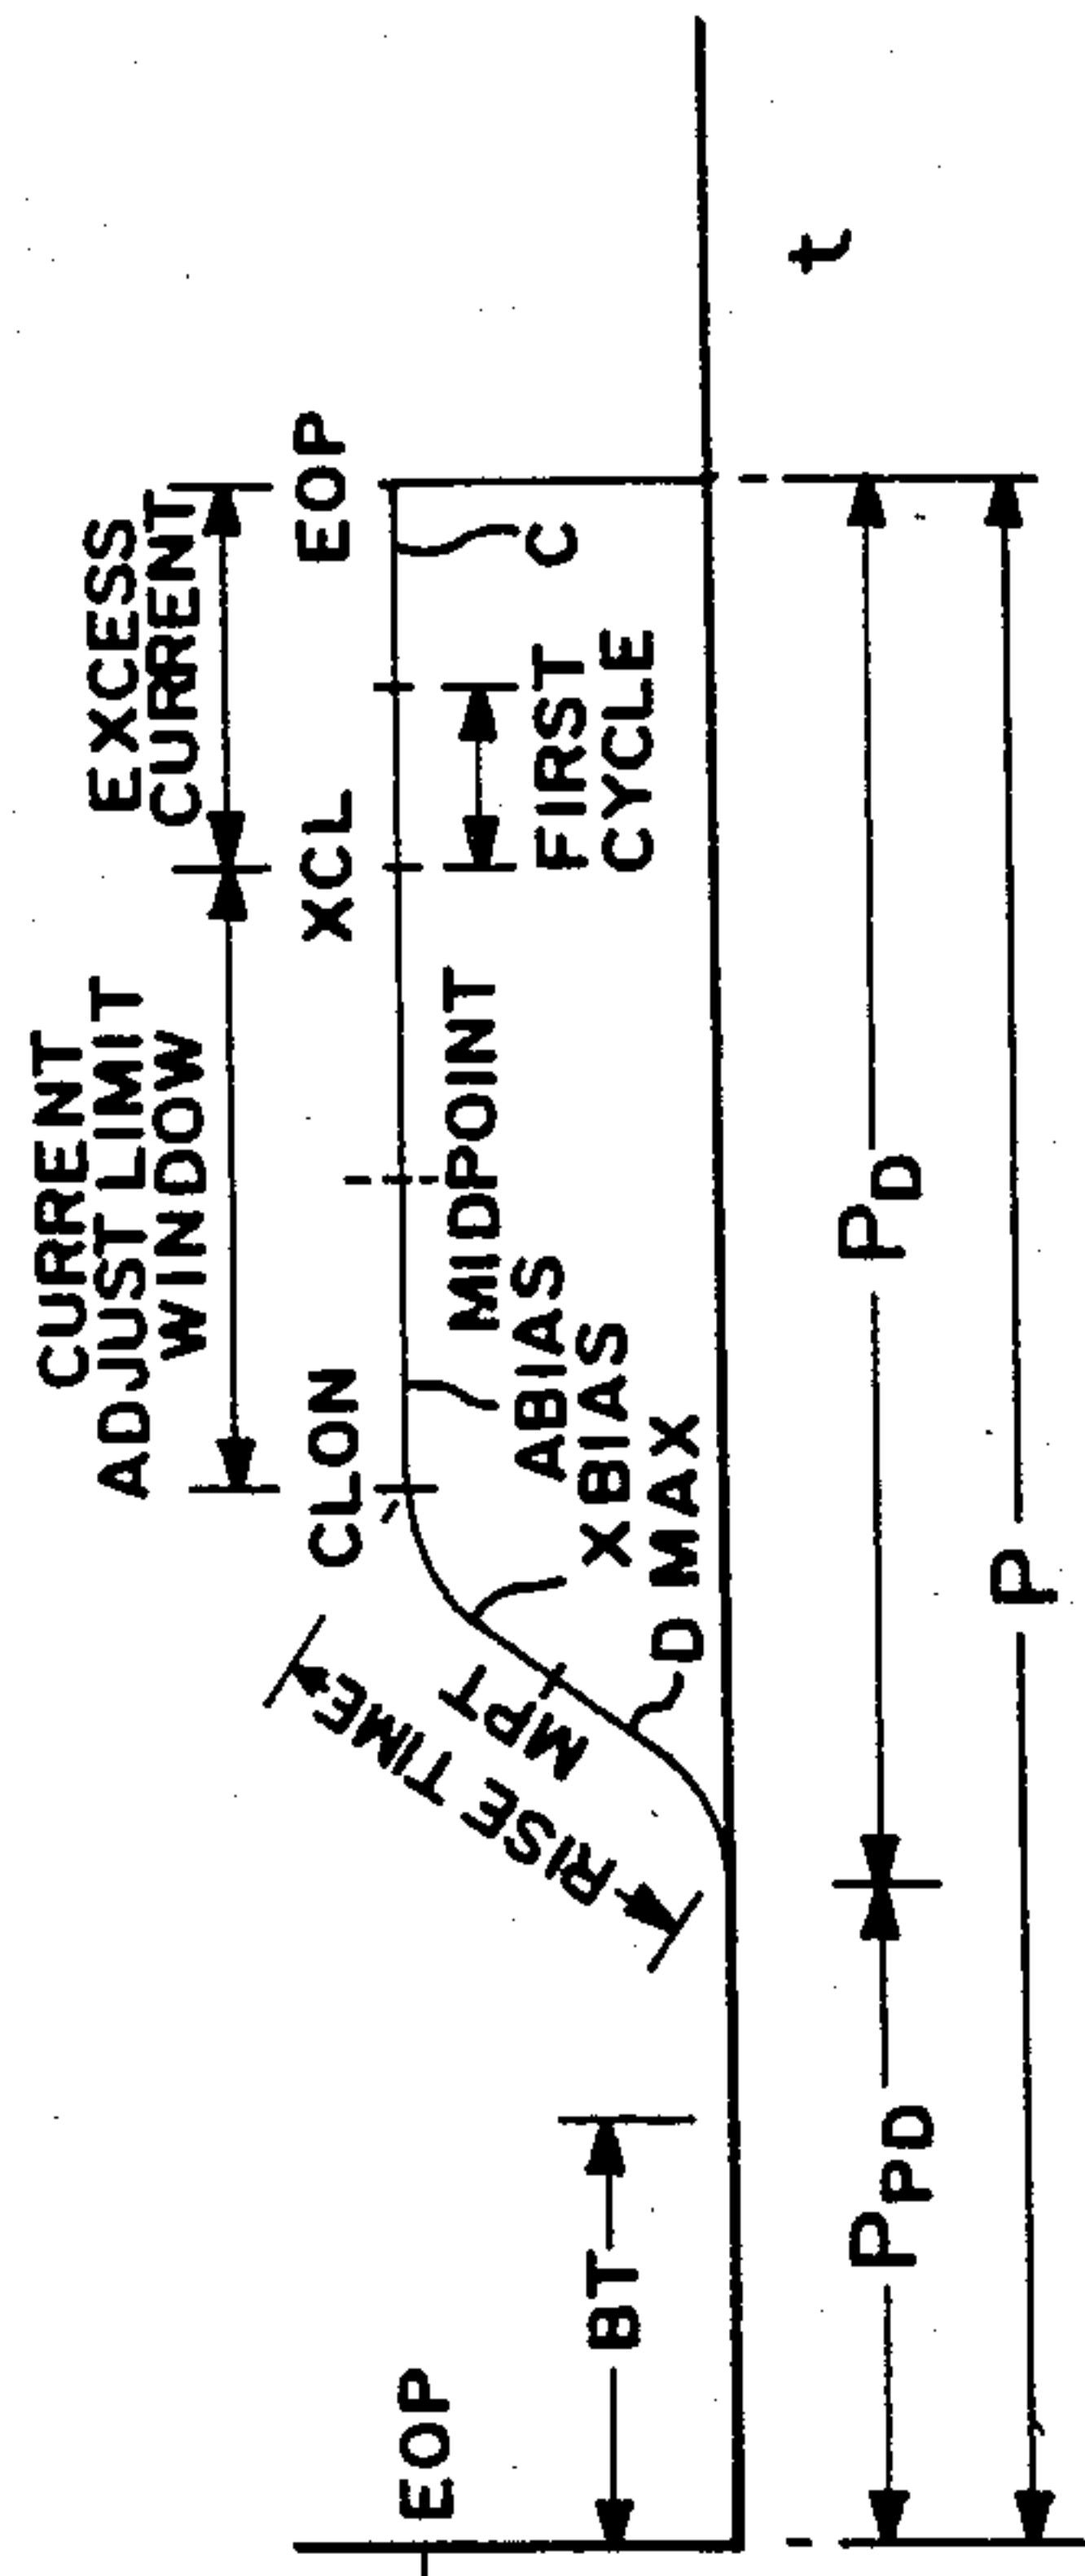 CURRENT
ADJUST LIMIT
WINDOW
EXCESS
CURRENT
CLON
XCL
EOP
EOP
RISE TIME
MPT
MIDPOINT
ABIAS
XBIAS
D MAX
FIRST
CYCLE
C
BT
t
PPD
PD
P